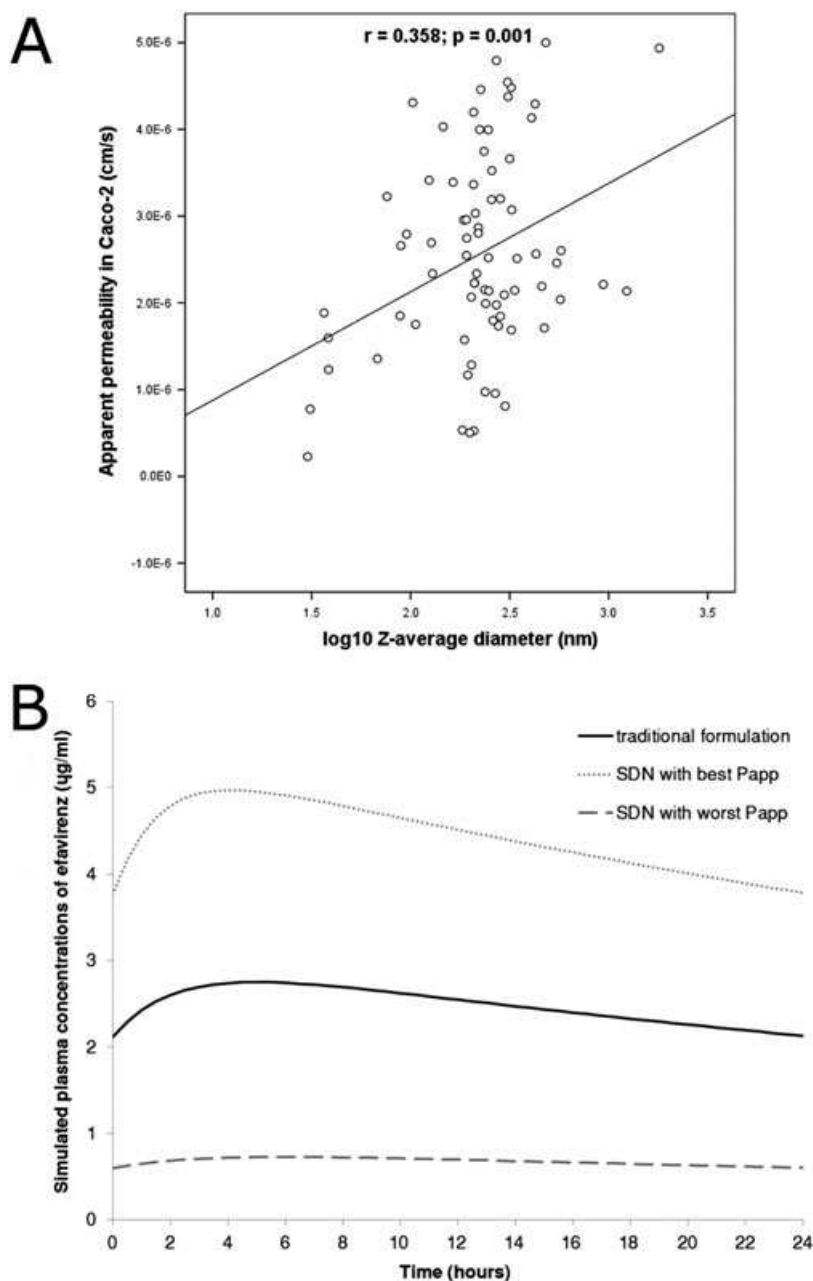 A
r = 0.358; p = 0.001
Apparent permeability in Caco-2 (cm/s)
5.0E-6
4.0E-6
3.0E-6
2.0E-6
1.0E-6
0.0E0
-1.0E-6
1.0
1.5
2.0
2.5
3.0
3.5
log10 Z-average diameter (nm)
B
Simulated plasma concentrations of efavirenz (ųg/ml)
6
5
4
3
2
1
0
traditional formulation
SDN with best Papp
SDN with worst Papp
0
2
4
6
8
10
12
14
16
18
20
22
24
Time (hours)